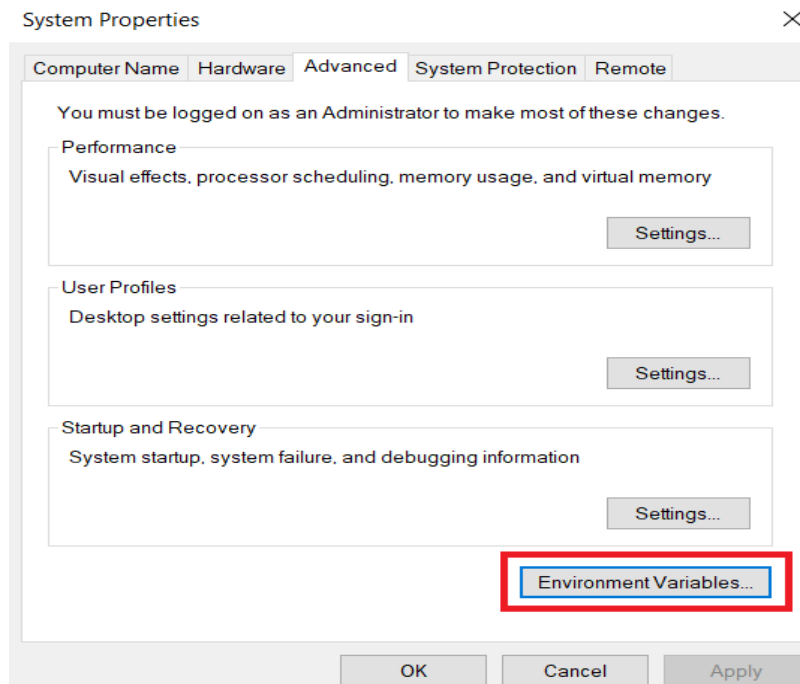 System Properties
Computer Name Hardware Advanced System Protection Remote
You must be logged on as an Administrator to make most of these changes.
Performance
Visual effects, processor scheduling, memory usage, and virtual memory
Settings...
User Profiles
Desktop settings related to your sign-in
Settings...
Startup and Recovery
System startup, system failure, and debugging information
Settings...
Environment Variables...
OK Cancel Apply